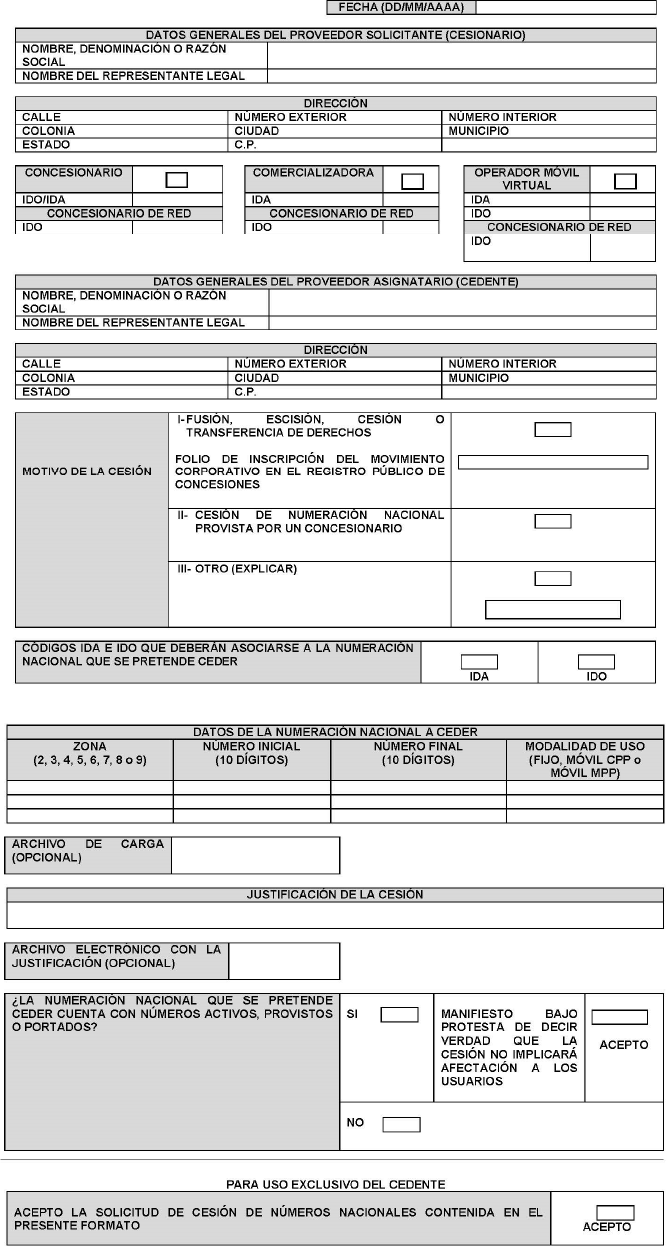 FECHA (DD/MM/AAAA)
DATOS GENERALES DEL PROVEEDOR SOLICITANTE (CESIONARIO)
NOMBRE, DENOMINACIÓN O RAZÓN
SOCIAL
NOMBRE DEL REPRESENTANTE LEGAL
DIRECCIÓN
CALLE NÚMERO EXTERIOR NÚMERO INTERIOR
COLONIA CIUDAD MUNICIPIO
ESTADO C.P.
CONCESIONARIO COMERCIALIZADORA OPERADOR MÓVIL
VIRTUAL
IDO/IDA IDA IDA
CONCESIONARIO DE RED CONCESIONARIO DE RED IDO
IDO IDO CONCESIONARIO DE RED
IDO
DATOS GENERALES DEL PROVEEDOR ASIGNATARIO (CEDENTE)
NOMBRE, DENOMINACIÓN O RAZÓN
SOCIAL
NOMBRE DEL REPRESENTANTE LEGAL
DIRECCIÓN
CALLE NÚMERO EXTERIOR NÚMERO INTERIOR
COLONIA CIUDAD MUNICIPIO
ESTADO C.P.
MOTIVO DE LA CESIÓN
I- FUSIÓN, ESCISIÓN, CESIÓN O
TRANSFERENCIA DE DERECHOS
FOLIO DE INSCRIPCIÓN DEL MOVIMIENTO
CORPORATIVO EN EL REGISTRO PÚBLICO DE
CONCESIONES
II- CESIÓN DE NUMERACIÓN NACIONAL
PROVISTA POR UN CONCESIONARIO
III- OTRO (EXPLICAR)
CÓDIGOS IDA E IDO QUE DEBERÁN ASOCIARSE A LA NUMERACIÓN
NACIONAL QUE SE PRETENDE CEDER
IDA IDO
DATOS DE LA NUMERACIÓN NACIONAL A CEDER
ZONA NÚMERO INICIAL NÚMERO FINAL MODALIDAD DE USO
(2, 3, 4, 5, 6, 7, 8 o 9) (10 DÍGITOS) (10 DÍGITOS) (FIJO, MÓVIL CPP o
MÓVIL MPP)
ARCHIVO DE CARGA
(OPCIONAL)
JUSTIFICACIÓN DE LA CESIÓN
ARCHIVO ELECTRÓNICO CON LA
JUSTIFICACIÓN (OPCIONAL)
¿LA NUMERACIÓN NACIONAL QUE SE PRETENDE
CEDER CUENTA CON NÚMEROS ACTIVOS, PROVISTOS
O PORTADOS?
SI
MANIFIESTO BAJO
PROTESTA DE DECIR
VERDAD QUE LA
CESIÓN NO IMPLICARÁ
AFECTACIÓN A LOS
USUARIOS
ACEPTO
NO
PARA USO EXCLUSIVO DEL CEDENTE
ACEPTO LA SOLICITUD DE CESIÓN DE NÚMEROS NACIONALES CONTENIDA EN EL
PRESENTE FORMATO
ACEPTO